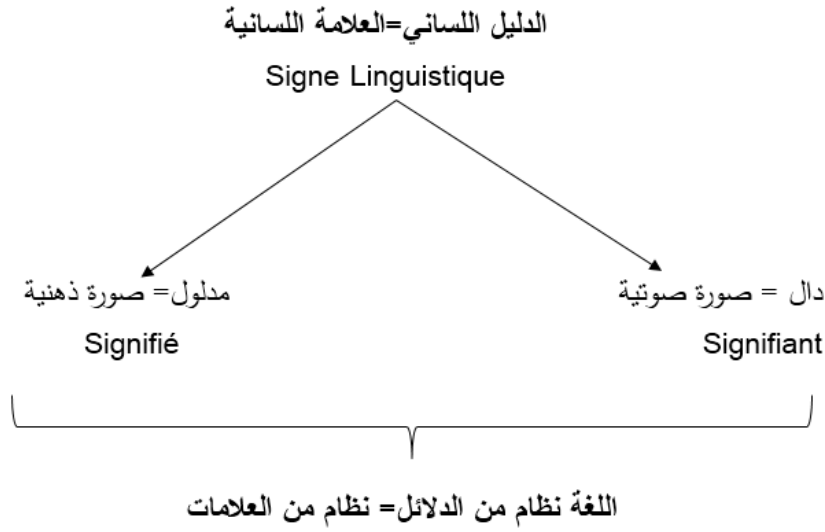 الدليل اللساني=العلامة اللسانية
Signe Linguistique
دال = صورة صوتية
Signifiant
مدلول= صورة ذهنية
Signifié
اللغة نظام من الدلائل= نظام من العلامات